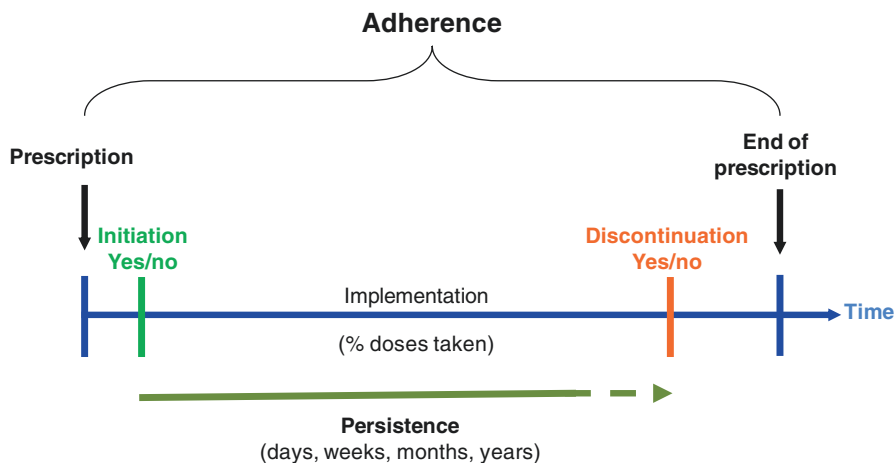 Adherence
Prescription
End of
prescription
Initiation
Yes/no
Discontinuation
Yes/no
Implementation
Time
(% doses taken)
Persistence
(days, weeks, months, years)